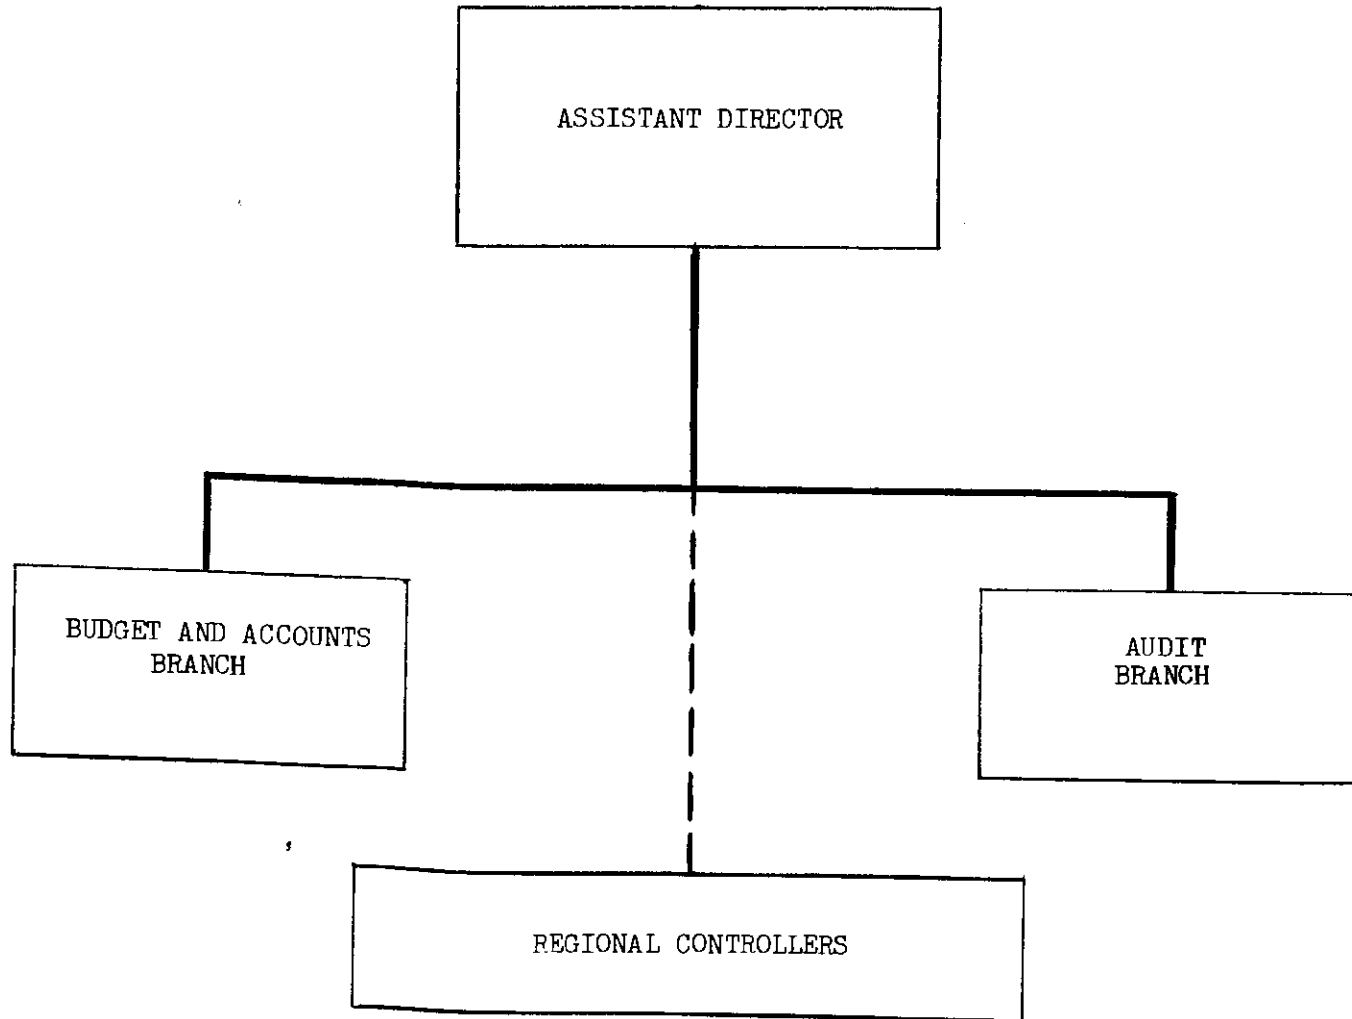 ASSISTANT DIRECTOR
BUDGET AND ACCOUNTS
BRANCH
AUDIT
BRANCH
REGIONAL CONTROLLERS